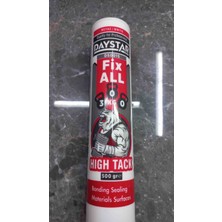 DAYSTAR
Fix
ALL
HIGH TACK
500 gr
Bonding Sealing
Materials Surfaces